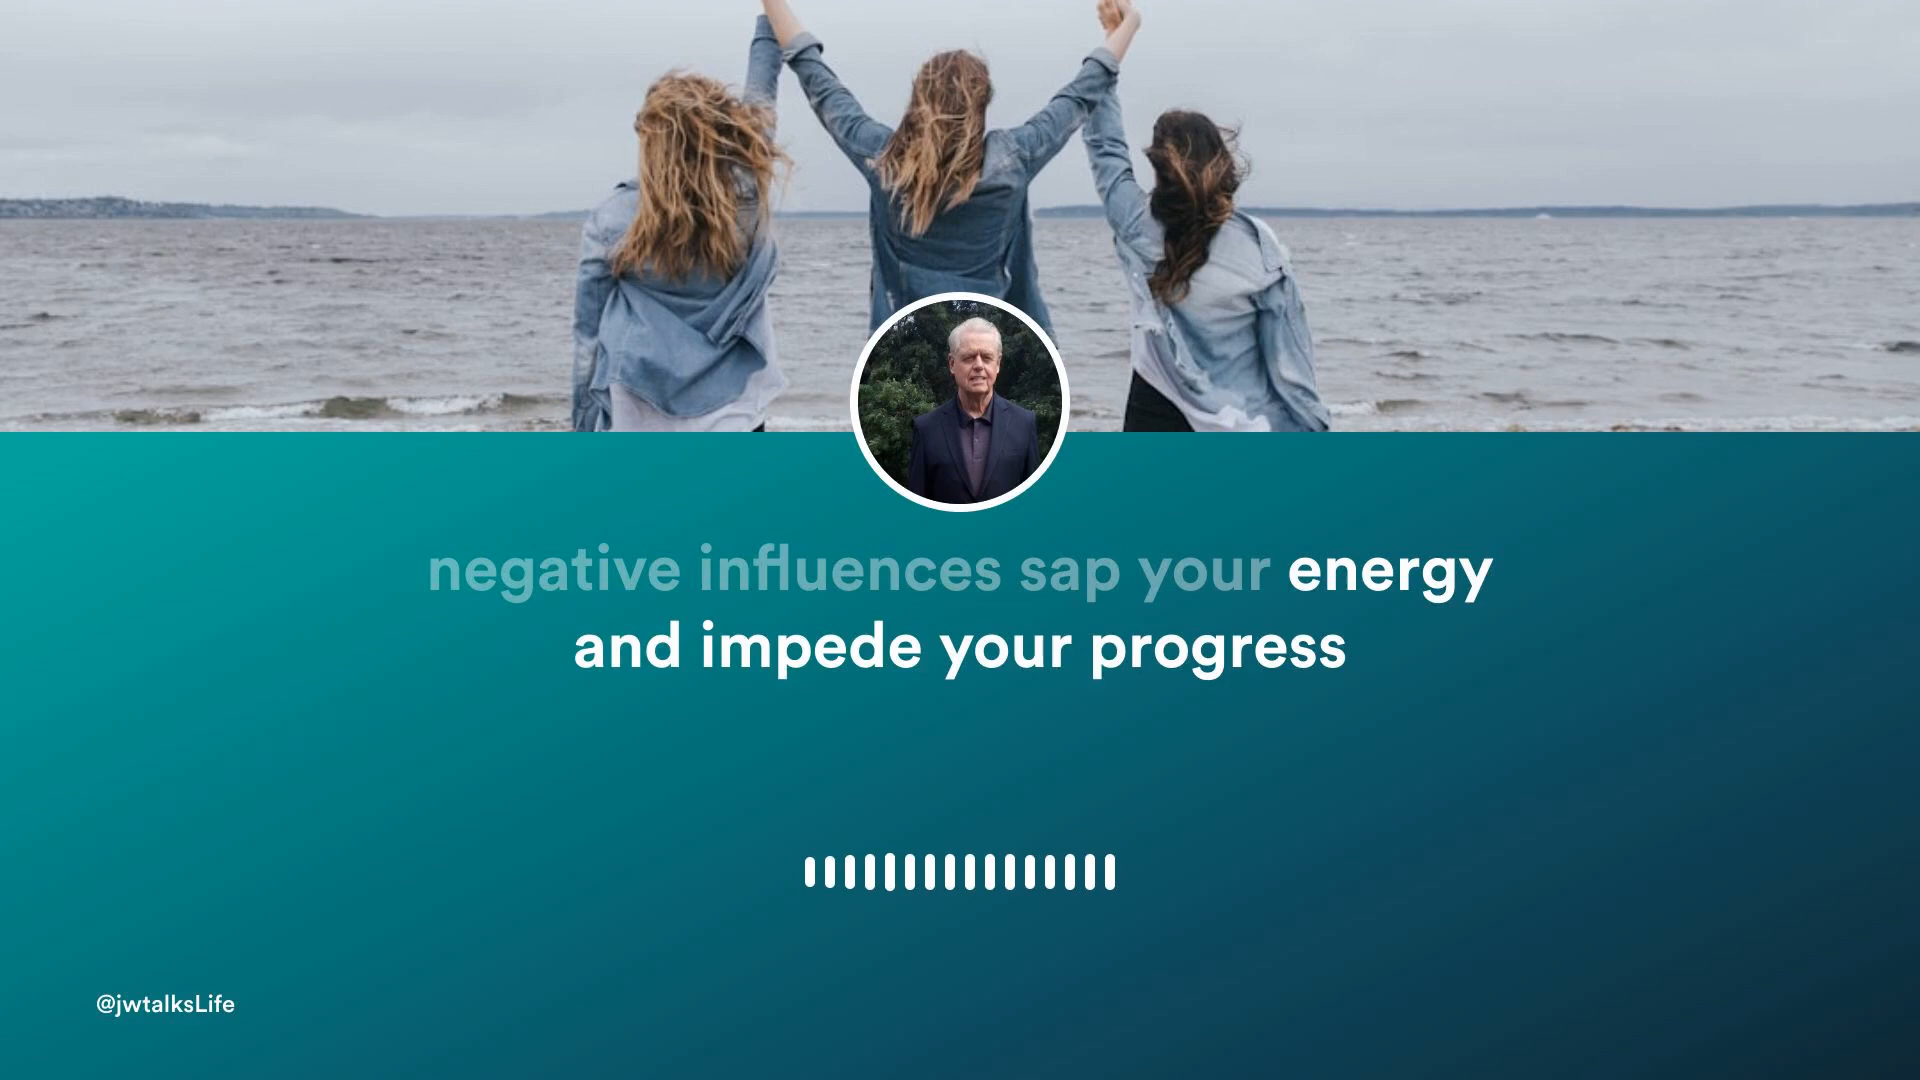 negative influences sap your energy
and impede your progress
@jwtalksLife